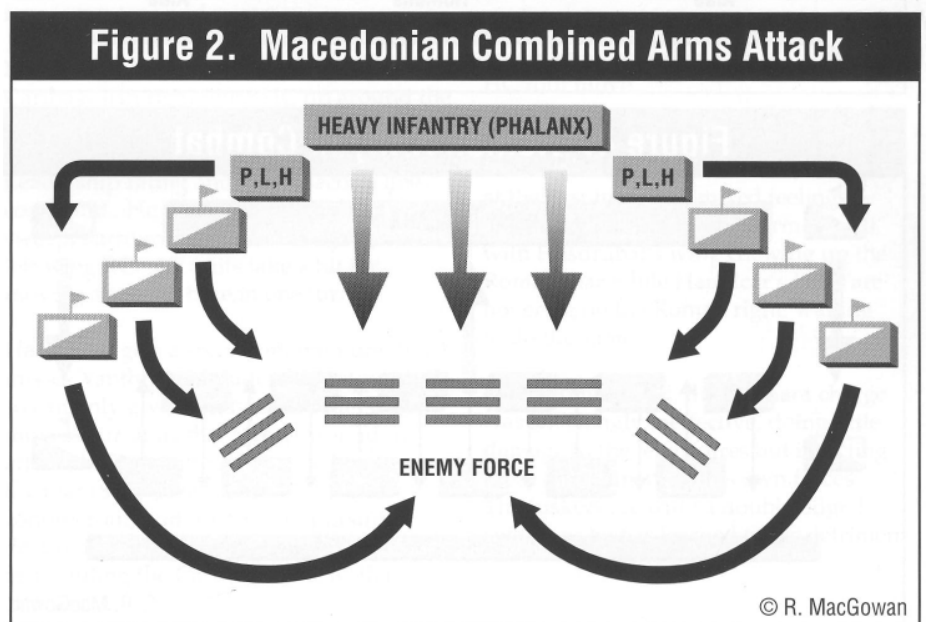 Figure 2. Macedonian Combined Arms Attack
HEAVY INFANTRY (PHALANX)
P,L,H
P,L,H
ENEMY FORCE
© R. MacGowan